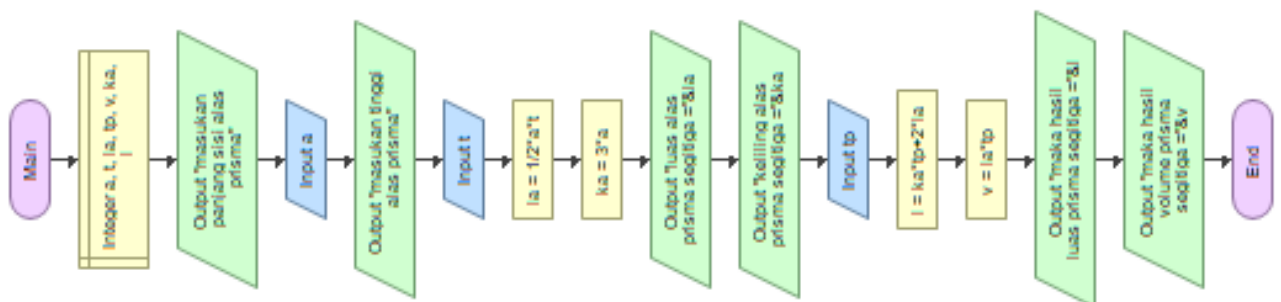 Main
Integer a, t, la, tp, v, ka,
l
Output "masukan
panjang sisi alas
prisma"
Input a
Output "masukan tinggi
alas prisma"
Input t
la = 1/2*a*t
ka = 3*a
Output "luas alas
prisma segitiga ="&la
Output "keliling alas
prisma segitiga ="&ka
Input tp
l = ka*tp+2*la
v = la*tp
Output "maka hasil
luas prisma segitiga ="&l
Output "maka hasil
volume prisma
segitiga ="&v
End